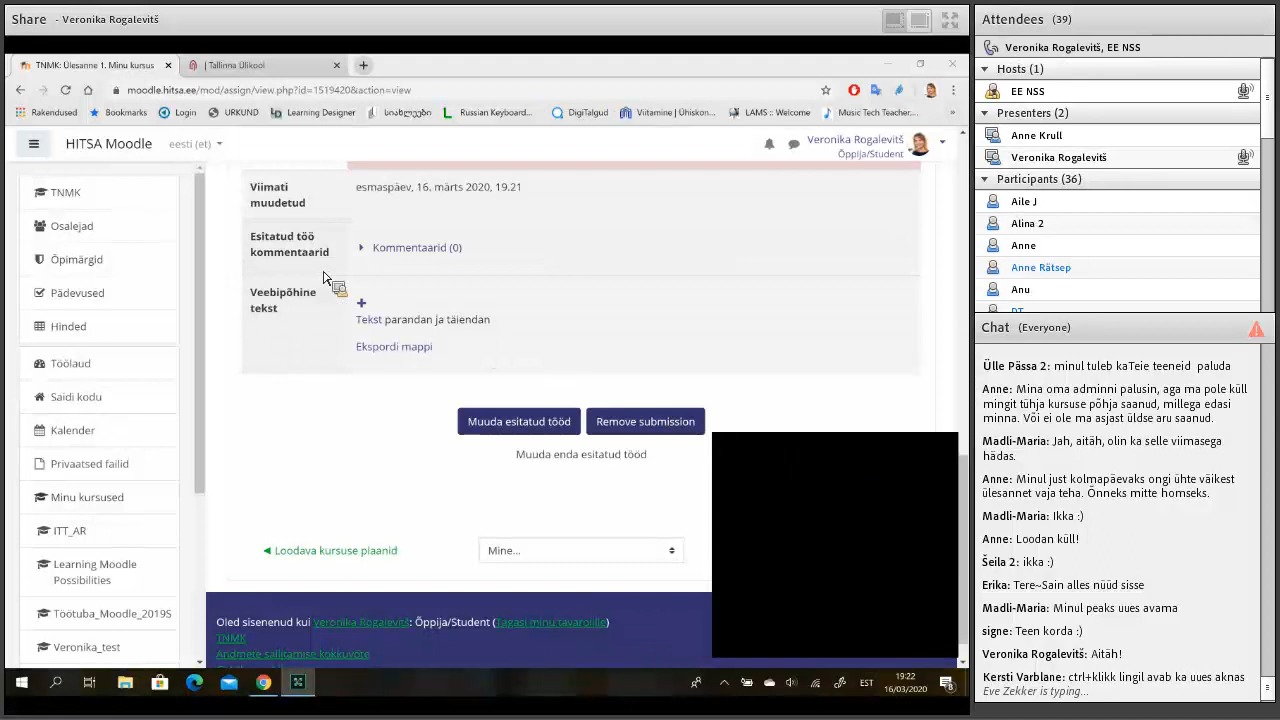 Share - Veronika Rogalevitš
TNMK: Ülesanne 1. Minu kursus
| Tallinna Ülikool
moodle.hitsa.ee/mod/assign/view.php?id=1519420&action=view
Rakendused
Bookmarks
Login
URKUND
Learning Designer
სახელები
Russian Keyboard...
DigiTalgud
Viitamine | Ühiskon...
LAMS :: Welcome
Music Tech Teacher,...
HITSA Moodle
eesti (et)
Veronika Rogalevitš
Õppija/Student
TNMK
Osalejad
Õpimärgid
Pädevused
Hinded
Töölaud
Saidi kodu
Kalender
Privaatsed failid
Minu kursused
ITT_AR
Learning Moodle
Possibilities
Töötuba_Moodle_2019S
Veronika_test
Viimati
muudetud
esmaspäev, 16. märts 2020, 19.21
Esitatud töö
kommentaarid
Kommentaarid (0)
Veebipõhine
tekst
Tekst parandan ja täiendan
Ekspordi mappi
Muuda esitatud tööd
Remove submission
Muuda enda esitatud tööd
Loodava kursuse plaanid
Mine...
Oled sisenenud kui Veronika Rogalevitš: Õppija/Student (Tagasi minu tavarollile)
TNMK
Andmete säilitamise kokkuvõte
EST
19:22
16/03/2020
8
Attendees (39)
Veronika Rogalevitš, EE NSS
Hosts (1)
EE NSS
Presenters (2)
Anne Krull
Veronika Rogalevitš
Participants (36)
Aile J
Alina 2
Anne
Anne Rätsep
Anu
Chat (Everyone)
Ülle Pässa 2: minul tuleb kaTeie teeneid paluda
Anne: Mina oma adminni palusin, aga ma pole küll
mingit tühja kursuse põhja saanud, millega edasi
minna. Või ei ole ma asjast üldse aru saanud
Madli-Maria: Jah, aitäh, olin ka selle viimasega
hädas.
Anne: Minul just kolmapäevaks ongi ühte väikest
ülesannet vaja teha. Õnneks mitte homseks.
Madli-Maria: Ikka :)
Anne: Loodan küll!
Šeila 2: ikka :)
Erika: Tere~Sain alles nüüd sisse
Madli-Maria: Minul peaks uues avama
signe: Teen korda :)
Veronika Rogalevitš: Aitäh!
Kersti Varblane: ctrl+klikk lingil avab ka uues aknas
Eve Zekker is typing...